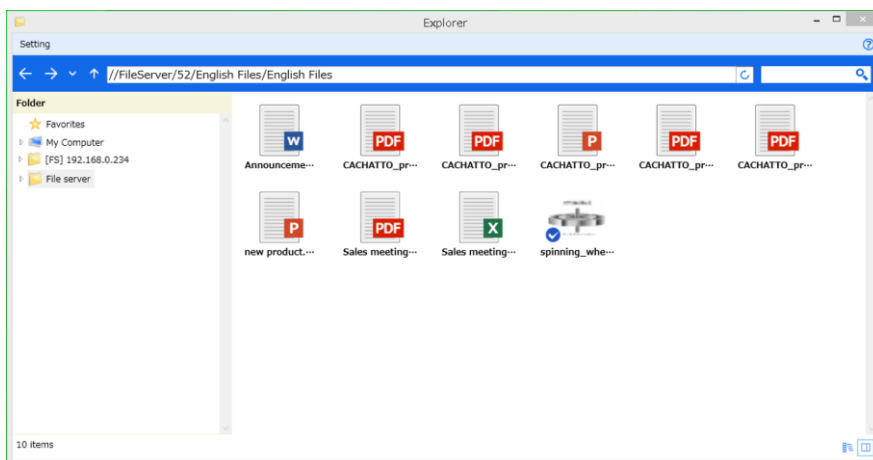 Explorer
Setting
//FileServer/52/English Files/English Files
Folder
Favorites
My Computer
[FS] 192.168.0.234
File server
W
PDF
PDF
P
PDF
PDF
Announceme···
CACHATTO_pr···
CACHATTO_pr···
CACHATTO_pr···
CACHATTO_pr···
CACHATTO_pr···
P
PDF
X
new product.···
Sales meeting···
Sales meeting···
spinning_whe···
10 items